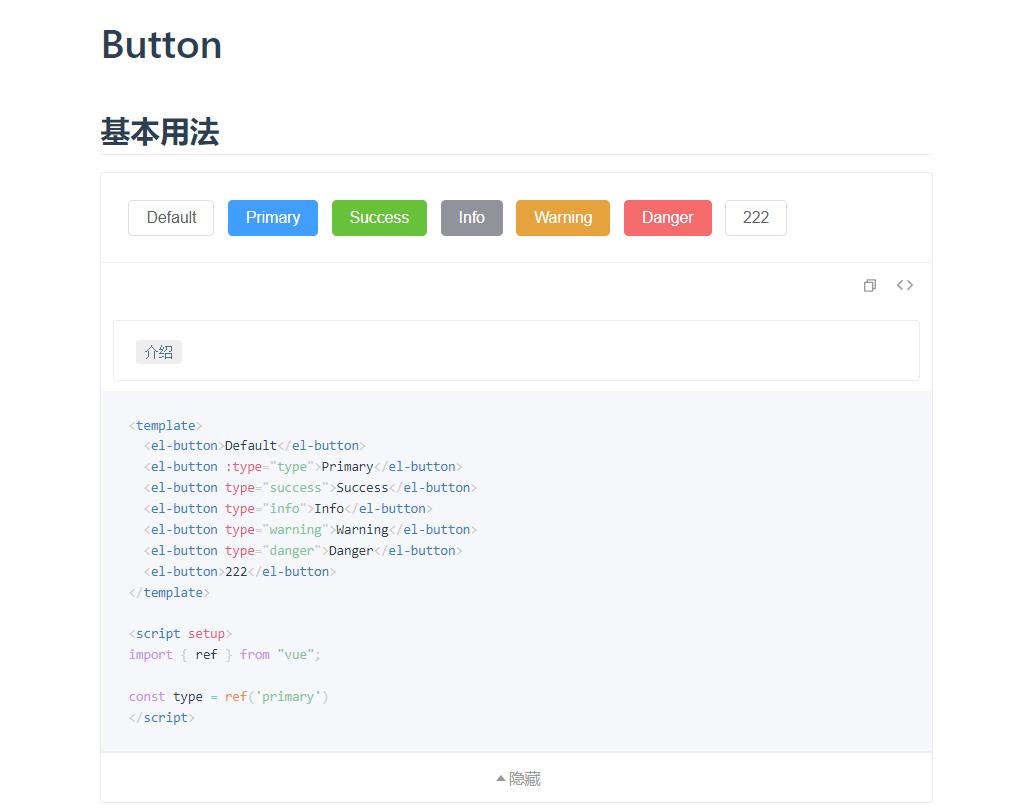 Button
基本用法
Default Primary Success Info Warning Danger 222
介绍
<template>
  <el-button>Default</el-button>
  <el-button :type="type">Primary</el-button>
  <el-button type="success">Success</el-button>
  <el-button type="info">Info</el-button>
  <el-button type="warning">Warning</el-button>
  <el-button type="danger">Danger</el-button>
  <el-button>222</el-button>
</template>
<script setup>
import { ref } from "vue";
const type = ref('primary')
</script>
隐藏